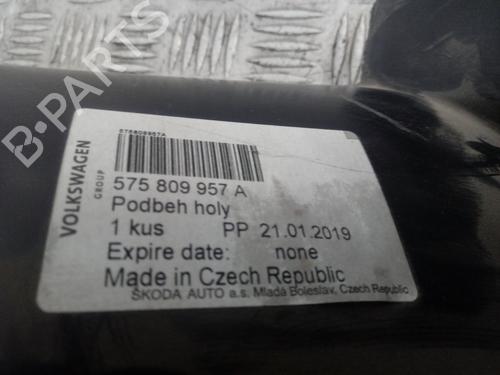 B-PARTS
575809957A
VOLKSWAGEN
GROUP
575 809 957 A
Podbeh holy
1 kus PP 21.01.2019
Expire date: none
Made in Czech Republic
ŠKODA AUTO a.s. Mladá Boleslav, Czech Republic